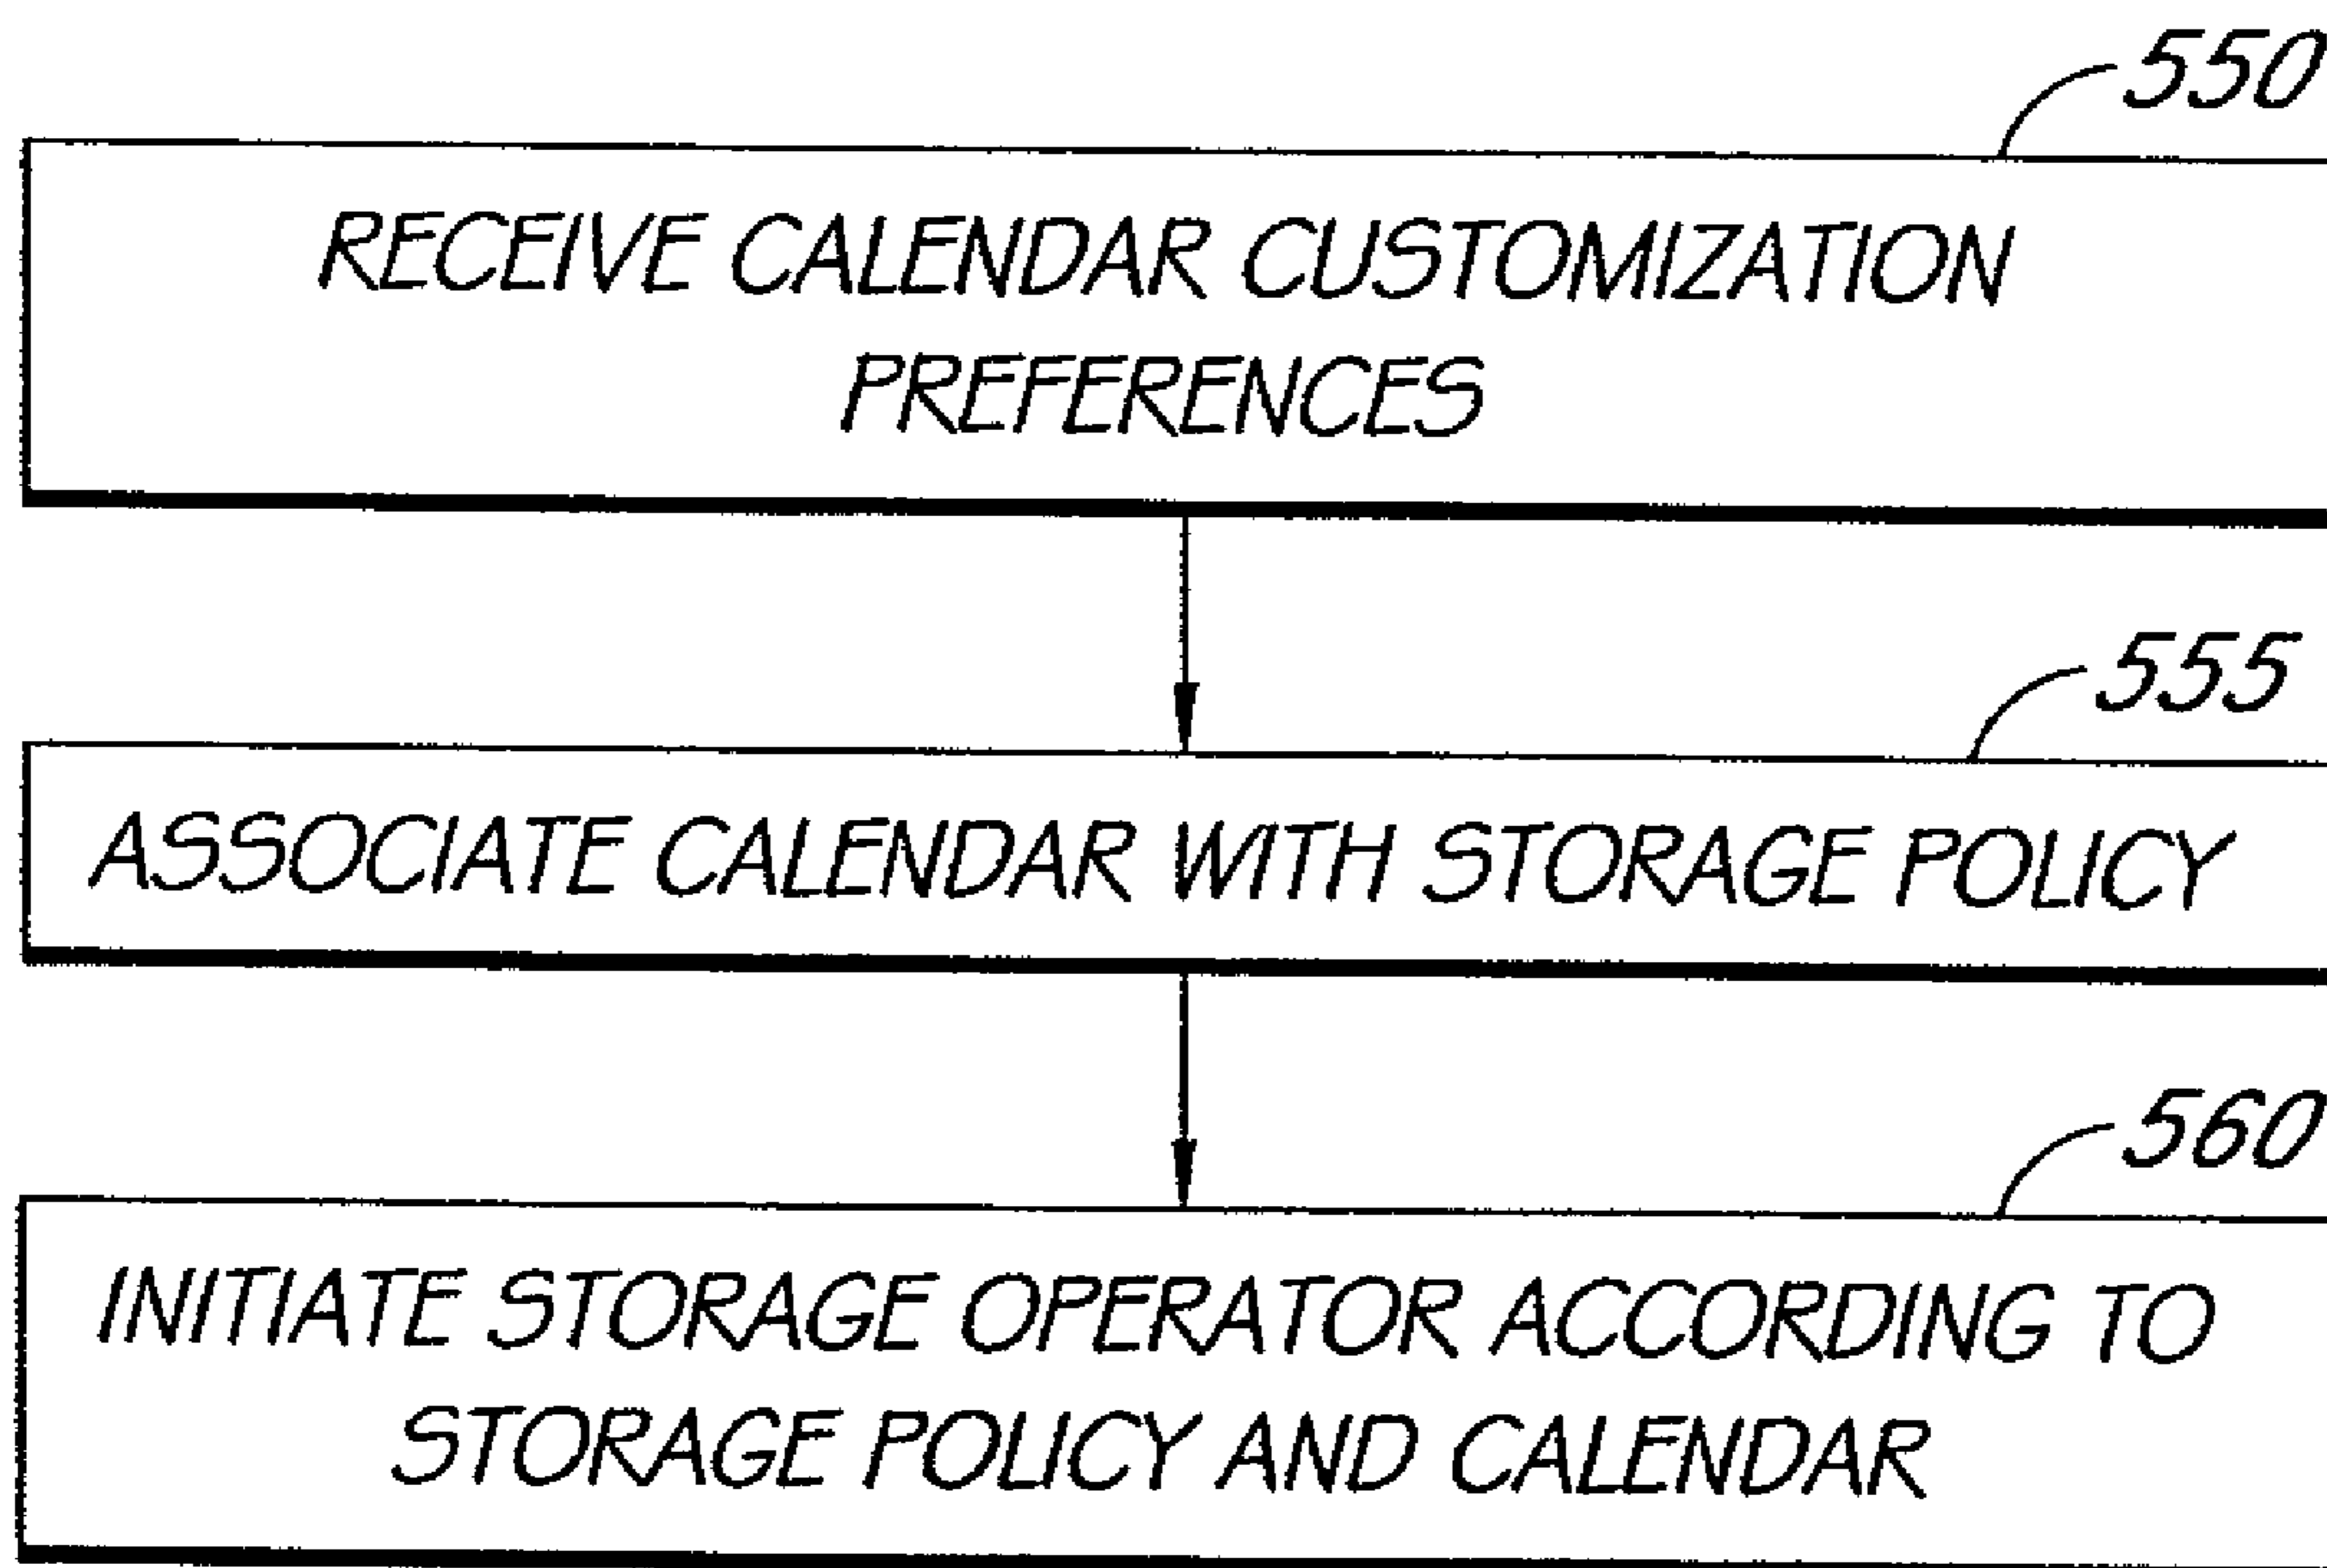 550
RECEIVE CALENDAR CUSTOMIZATION
PREFERENCES
555
ASSOCIATE CALENDAR WITH STORAGE POLICY
560
INITIATE STORAGE OPERATOR ACCORDING TO
STORAGE POLICY AND CALENDAR